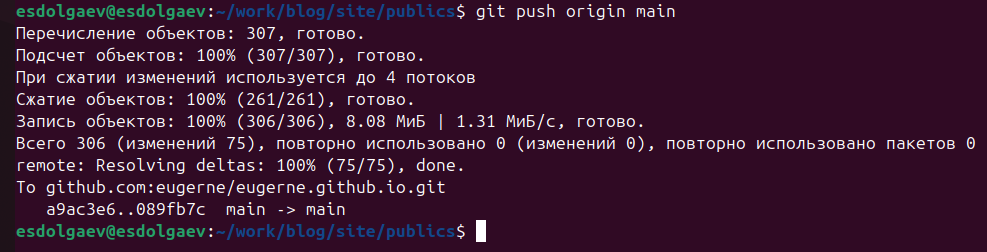 esdolgaev@esdolgaev:~/work/blog/site/publics$ git push origin main
Перечисление объектов: 307, готово.
Подсчет объектов: 100% (307/307), готово.
При сжатии изменений используется до 4 потоков
Сжатие объектов: 100% (261/261), готово.
Запись объектов: 100% (306/306), 8.08 МиБ | 1.31 МиБ/с, готово.
Всего 306 (изменений 75), повторно использовано 0 (изменений 0), повторно использовано пакетов 0
remote: Resolving deltas: 100% (75/75), done.
To github.com:eugerne/eugerne.github.io.git
   a9ac3e6..089fb7c  main -> main
esdolgaev@esdolgaev:~/work/blog/site/publics$